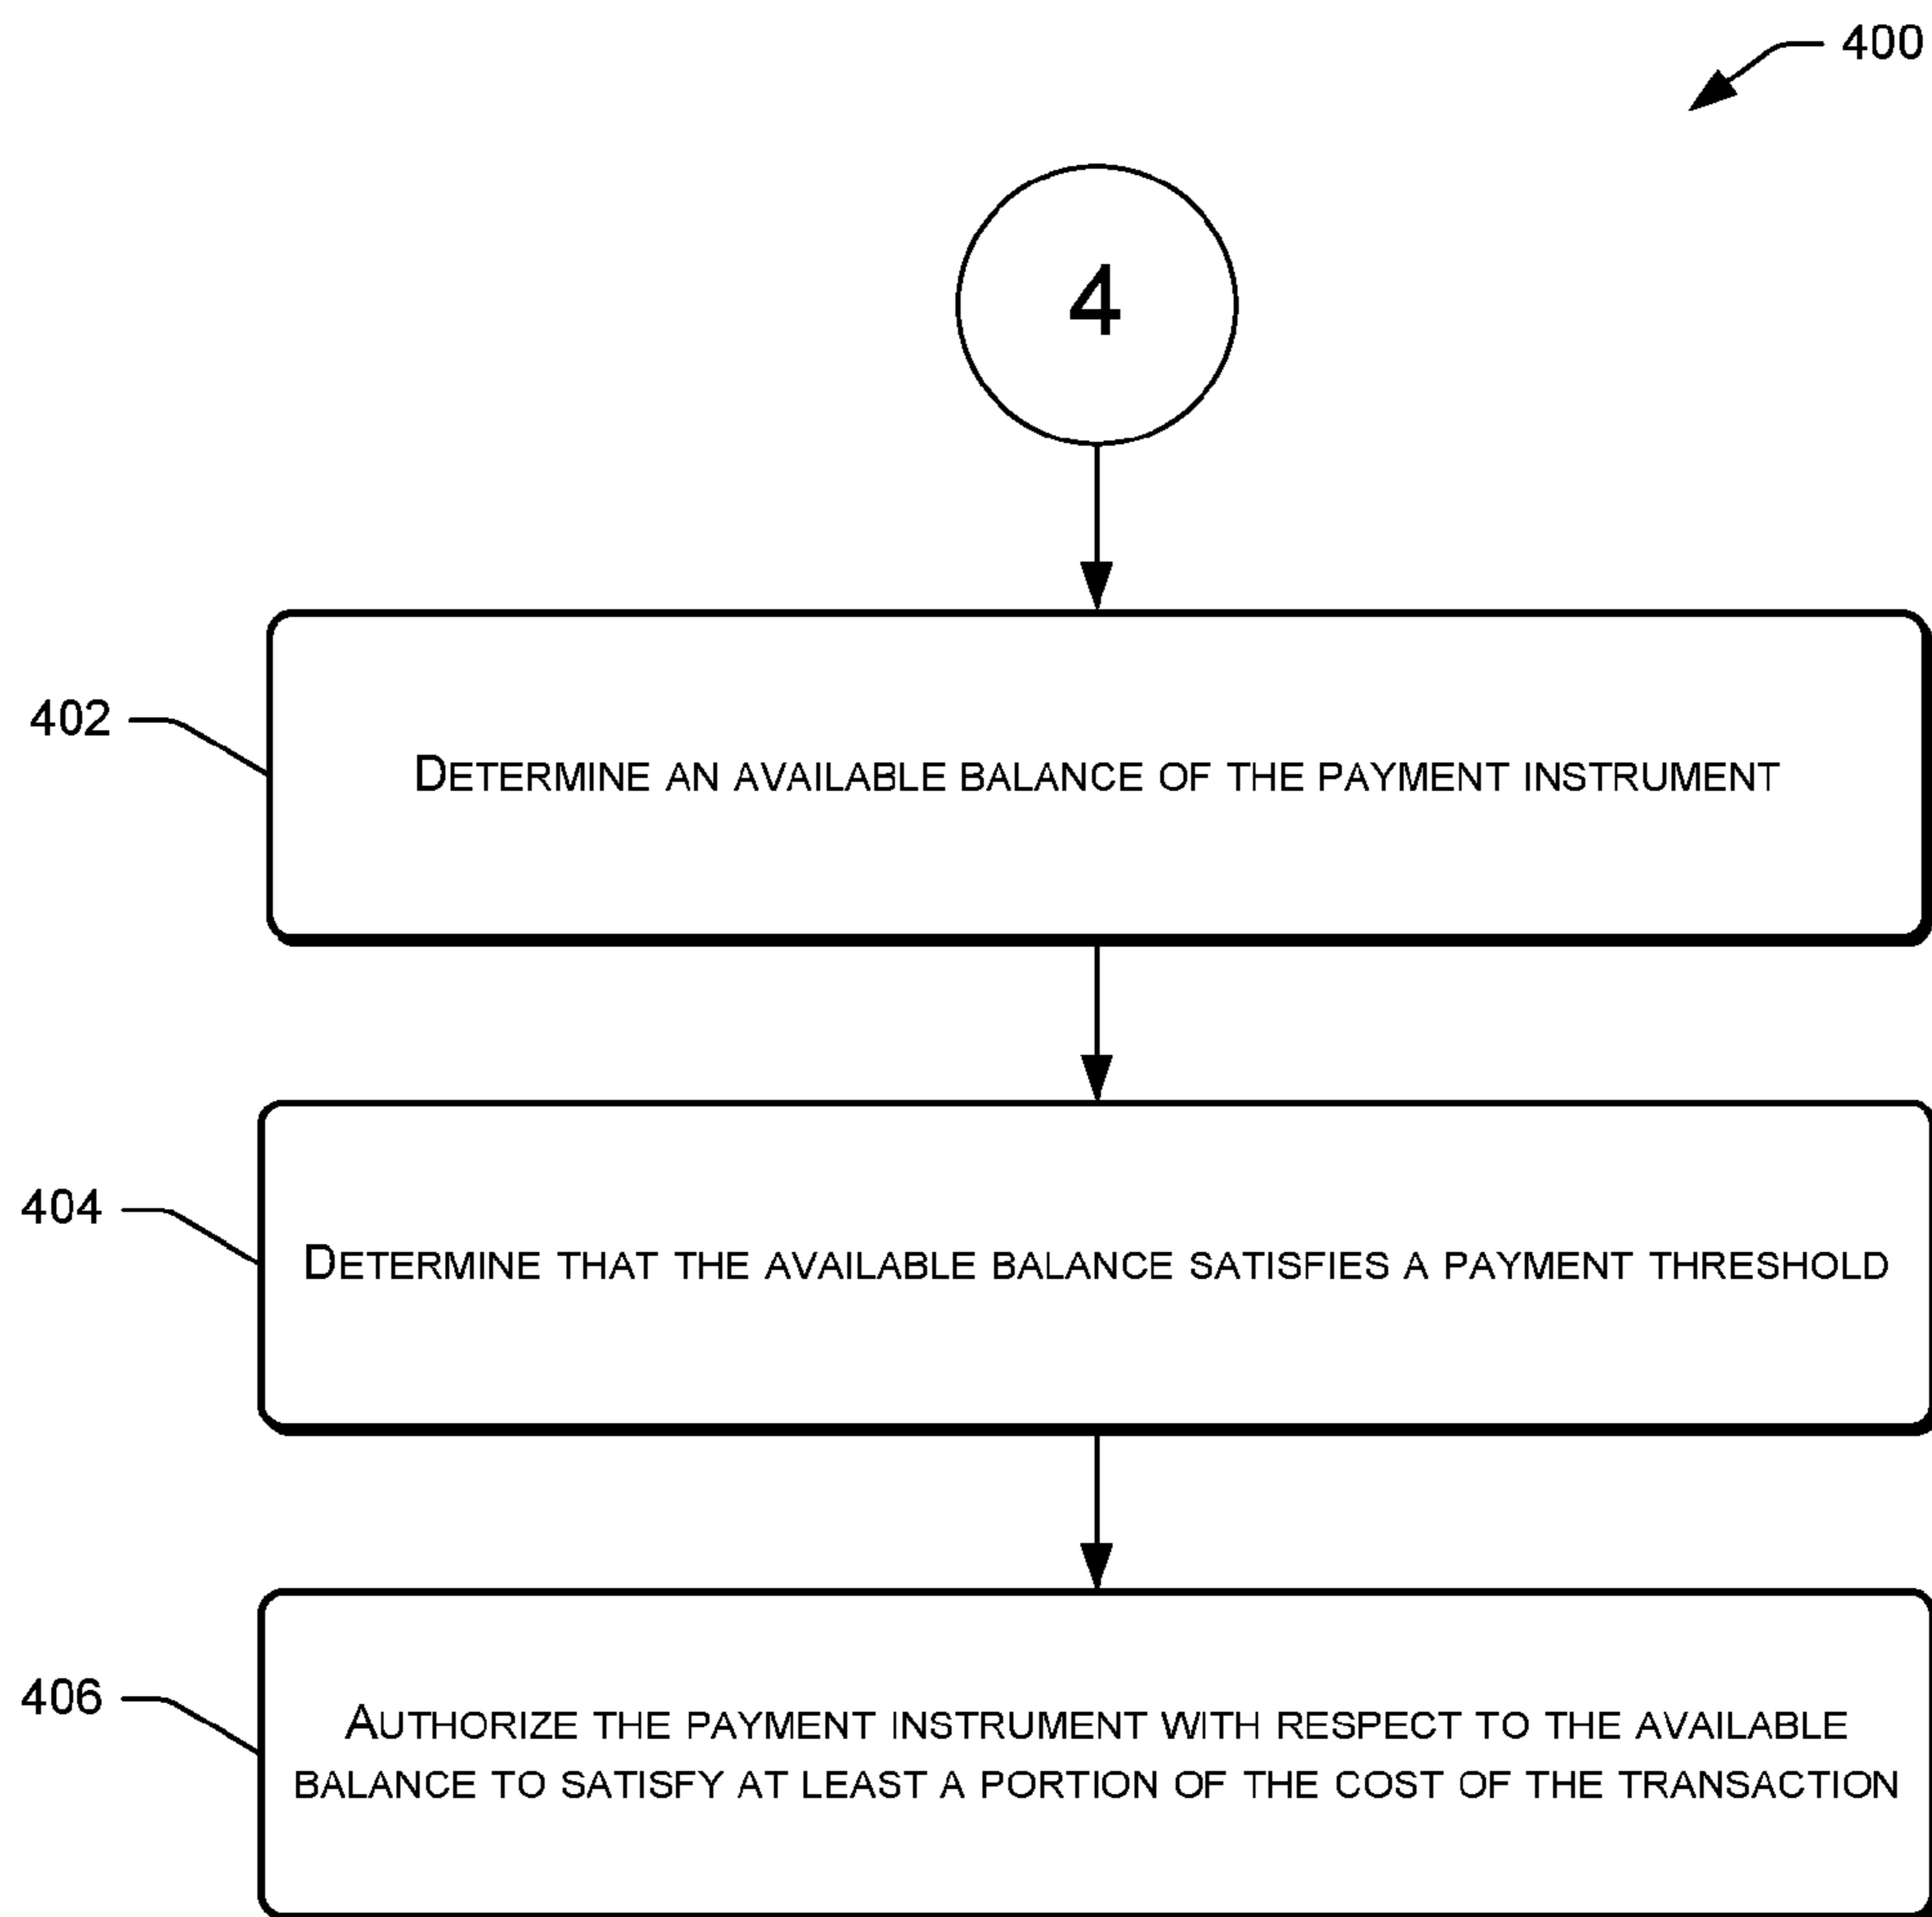 400
4
402
DETERMINE AN AVAILABLE BALANCE OF THE PAYMENT INSTRUMENT
404
DETERMINE THAT THE AVAILABLE BALANCE SATISFIES A PAYMENT THRESHOLD
406
AUTHORIZE THE PAYMENT INSTRUMENT WITH RESPECT TO THE AVAILABLE
BALANCE TO SATISFY AT LEAST A PORTION OF THE COST OF THE TRANSACTION